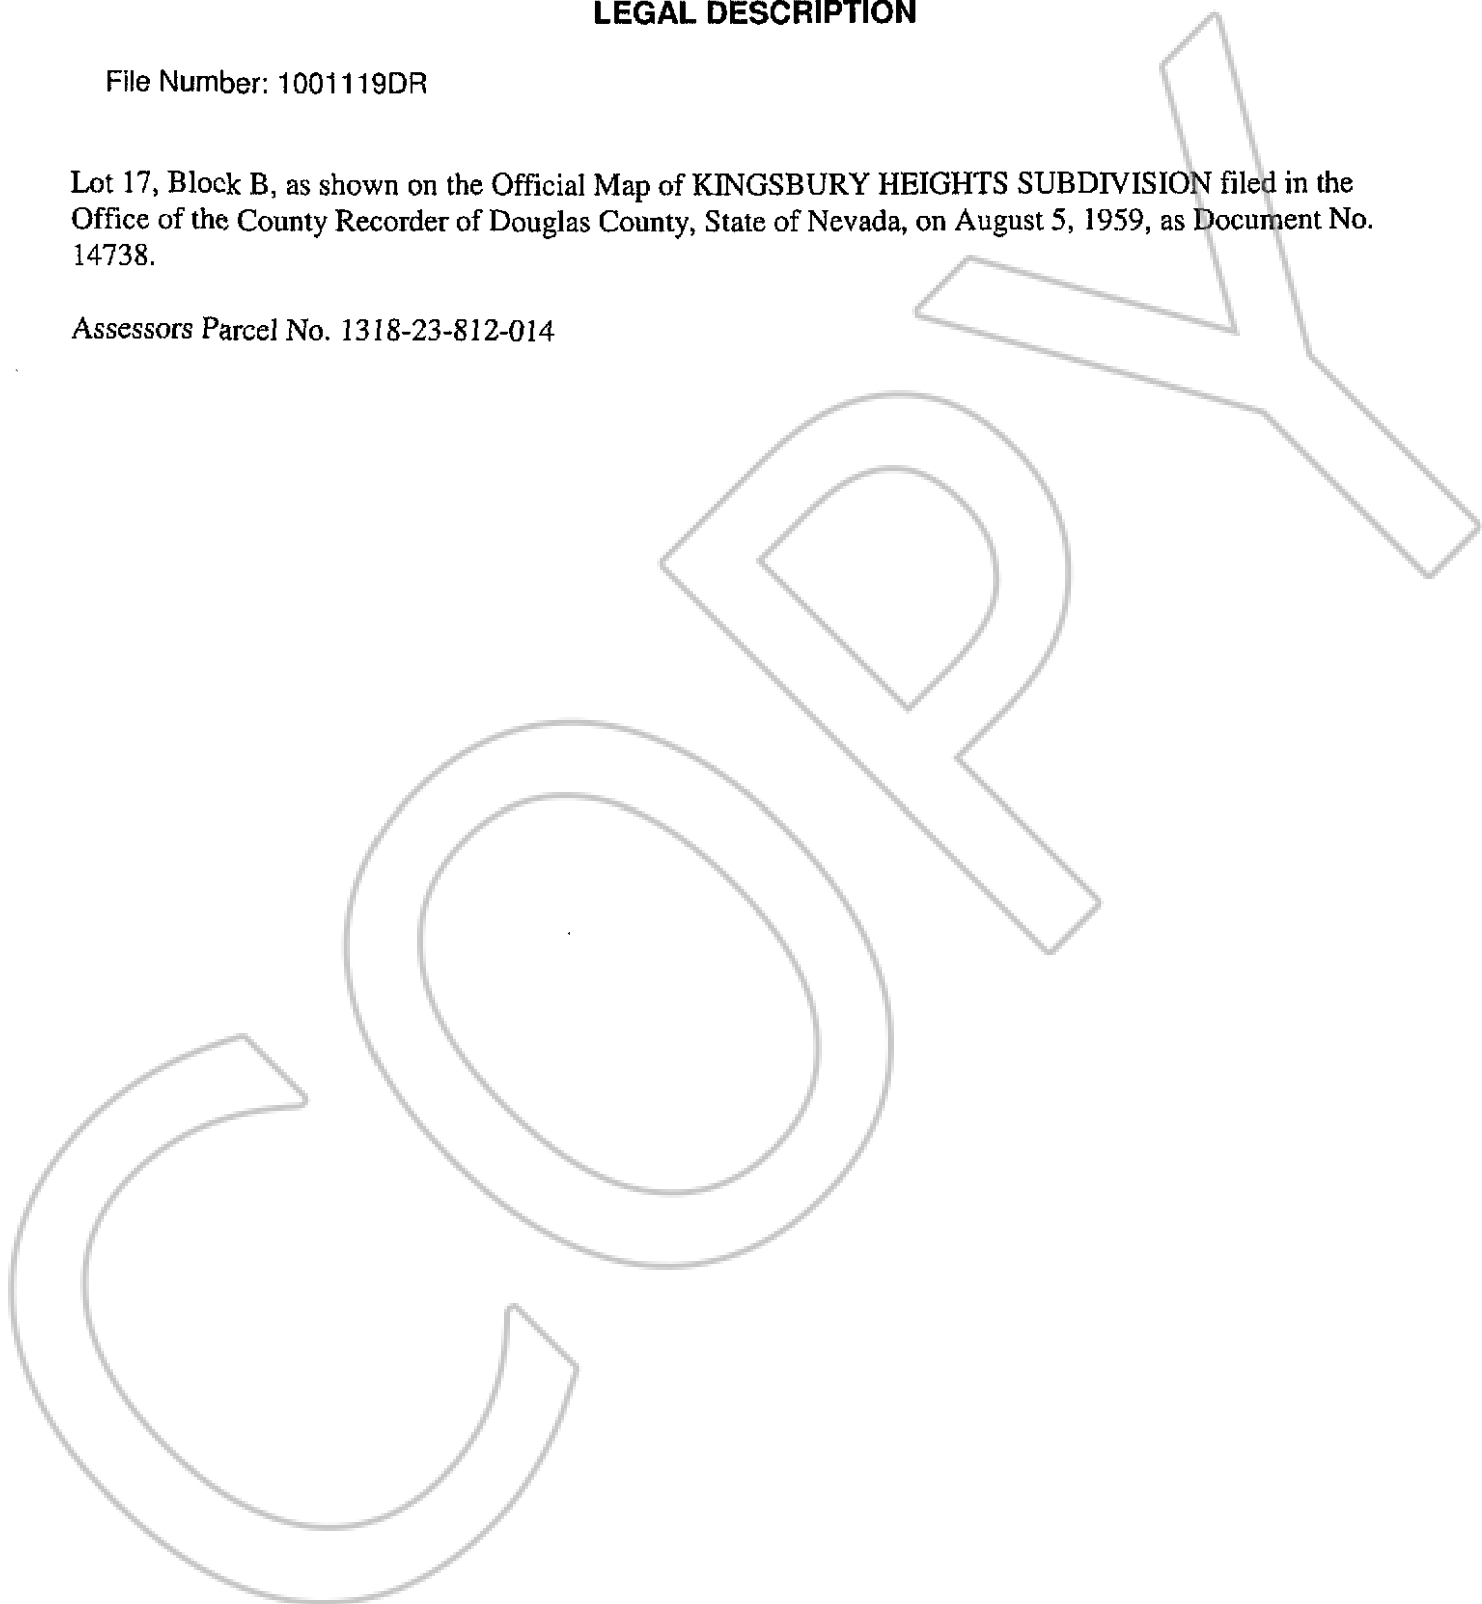 LEGAL DESCRIPTION
File Number: 1001119DR
Lot 17, Block B, as shown on the Official Map of KINGSBURY HEIGHTS SUBDIVISION filed in the
Office of the County Recorder of Douglas County, State of Nevada, on August 5, 1959, as Document No.
14738.
Assessors Parcel No. 1318-23-812-014
COPY